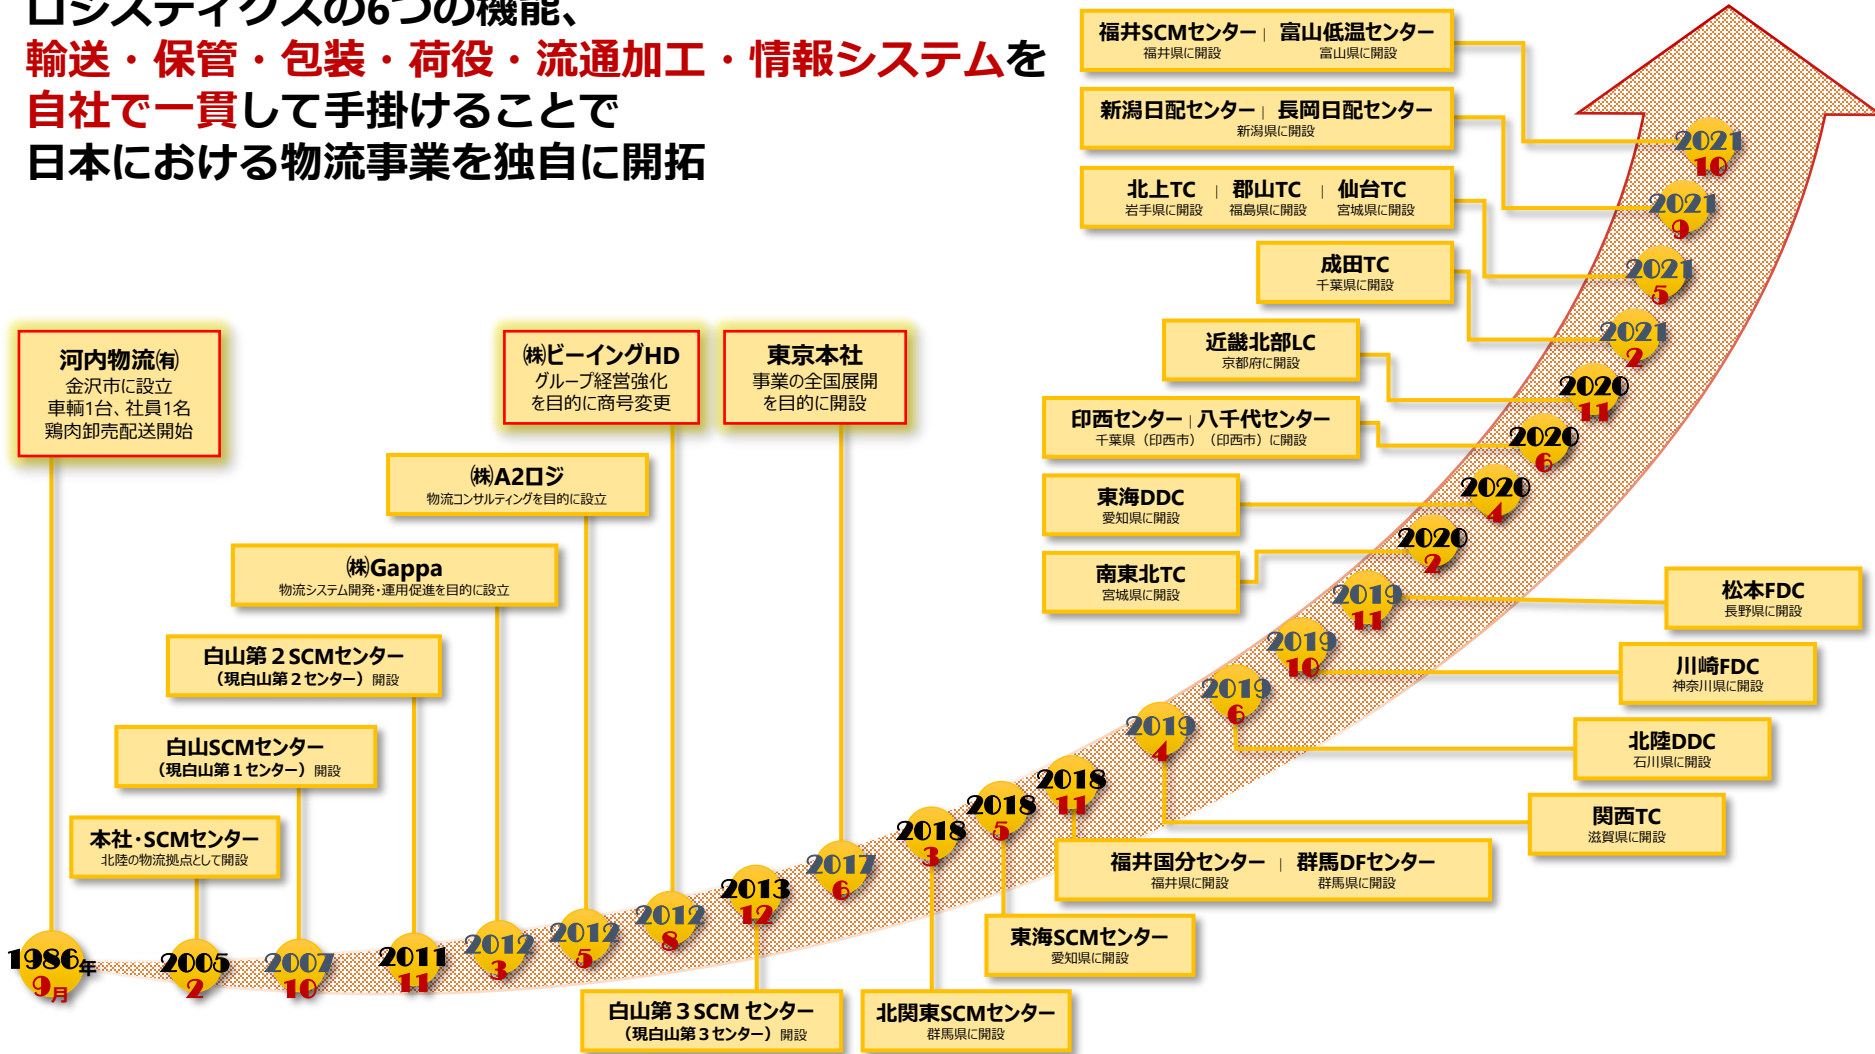 ロジスティクスの6つの機能、
輸送・保管・包装・荷役・流通加工・情報システムを
自社で一貫して手掛けることで
日本における物流事業を独自に開拓
福井SCMセンター | 富山低温センター
福井県に開設 富山県に開設
新潟日配センター | 長岡日配センター
新潟県に開設
北上TC | 郡山TC | 仙台TC
岩手県に開設 福島県に開設 宮城県に開設
成田TC
千葉県に開設
近畿北部LC
京都府に開設
印西センター | 八千代センター
千葉県（印西市）（印西市）に開設
東海DDC
愛知県に開設
南東北TC
宮城県に開設
河内物流㈲
金沢市に設立
車輌1台、社員1名
鶏肉卸売配送開始
㈱ビーイングHD
グループ経営強化
を目的に商号変更
東京本社
事業の全国展開
を目的に開設
㈱A2ロジ
物流コンサルティングを目的に設立
㈱Gappa
物流システム開発・運用促進を目的に設立
白山第２SCMセンター
（現白山第２センター）開設
白山SCMセンター
（現白山第１センター）開設
本社・SCMセンター
北陸の物流拠点として開設
松本FDC
長野県に開設
川崎FDC
神奈川県に開設
北陸DDC
石川県に開設
関西TC
滋賀県に開設
福井国分センター | 群馬DFセンター
福井県に開設 群馬県に開設
東海SCMセンター
愛知県に開設
北関東SCMセンター
群馬県に開設
白山第３SCM センター
（現白山第３センター）開設
1986年
9月
2005
2
2007
10
2011
11
2012
3
2012
5
2012
8
2013
12
2017
6
2018
3
2018
5
2018
11
2019
4
2019
6
2019
10
2019
11
2020
2
2020
4
2020
6
2020
11
2021
2
2021
5
2021
9
2021
10